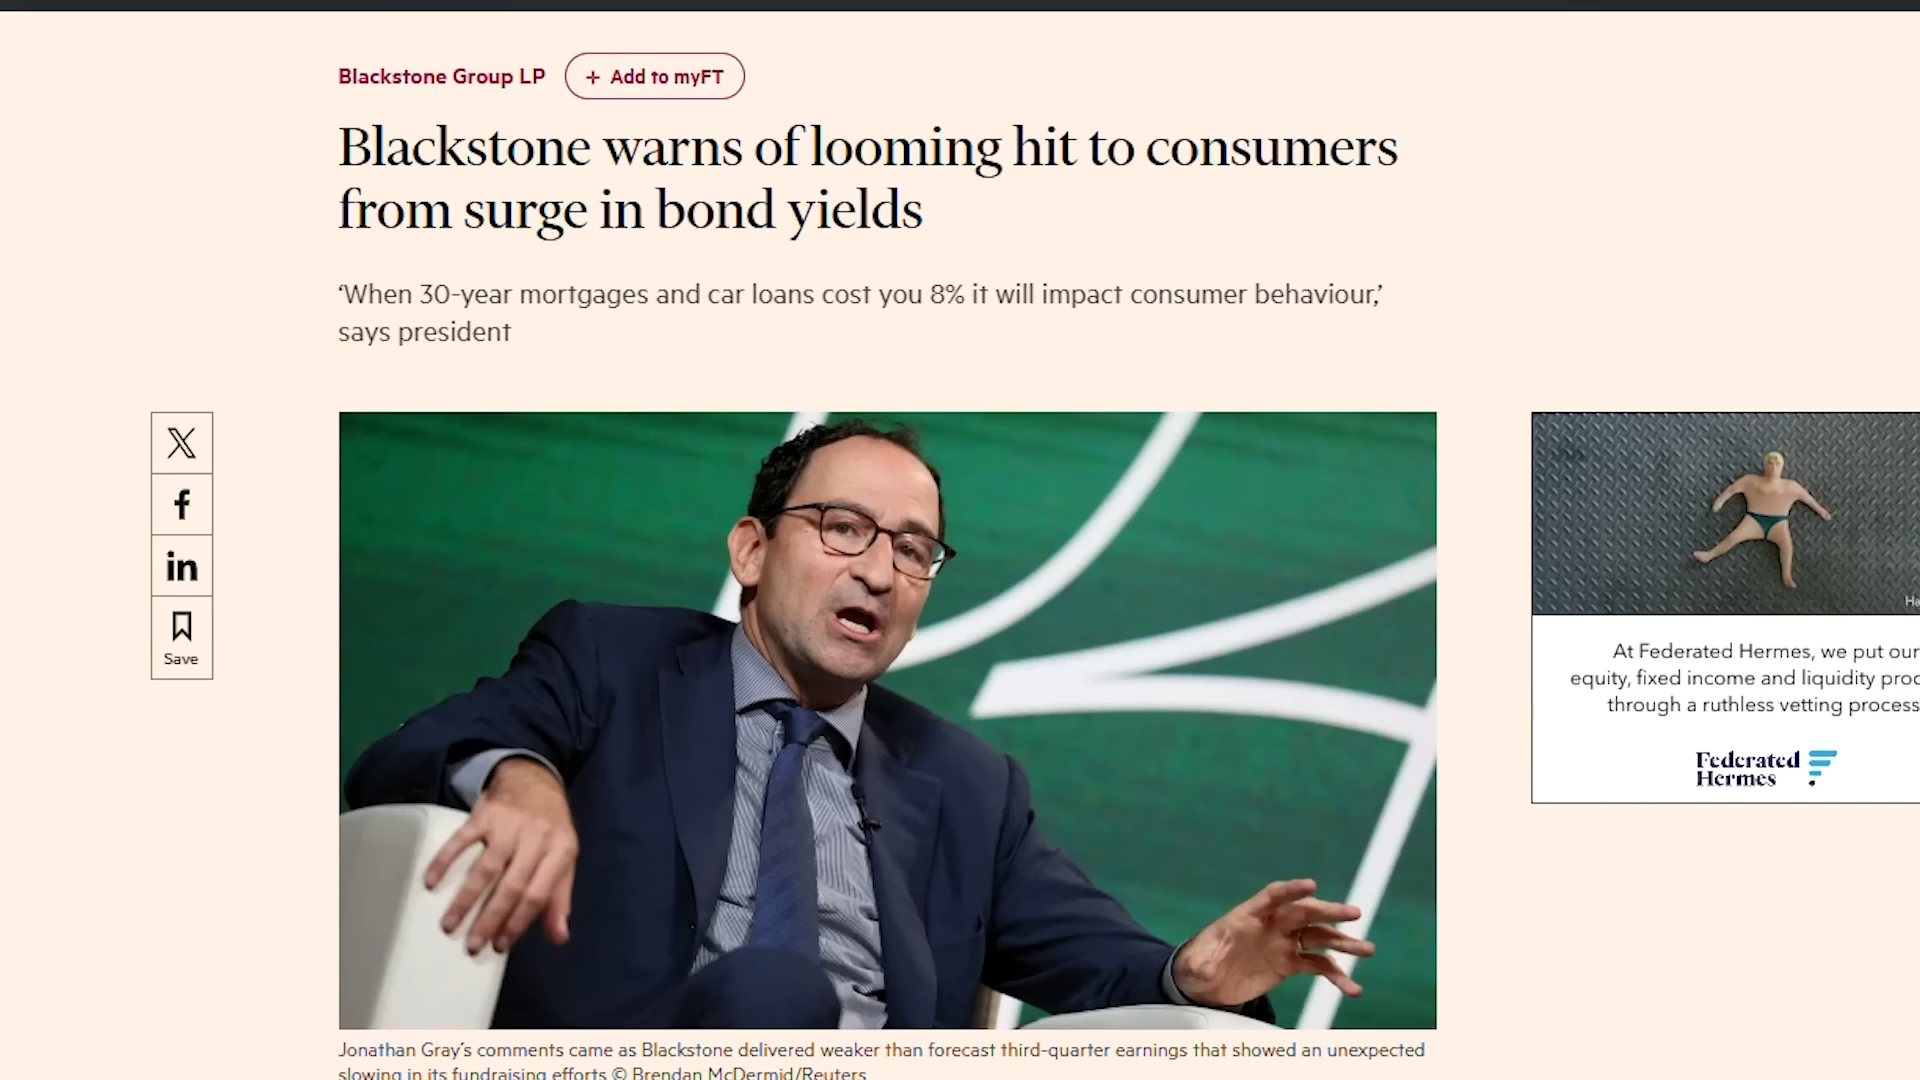 Blackstone Group LP
+ Add to myFT
Blackstone warns of looming hit to consumers
from surge in bond yields
‘When 30-year mortgages and car loans cost you 8% it will impact consumer behaviour,’
says president
X
f
in
Save
Ha
At Federated Hermes, we put our
equity, fixed income and liquidity proc
through a ruthless vetting process
Federated
Hermes
Jonathan Gray’s comments came as Blackstone delivered weaker than forecast third-quarter earnings that showed an unexpected
slowing in its fundraising efforts © Brendan McDermid/Reuters